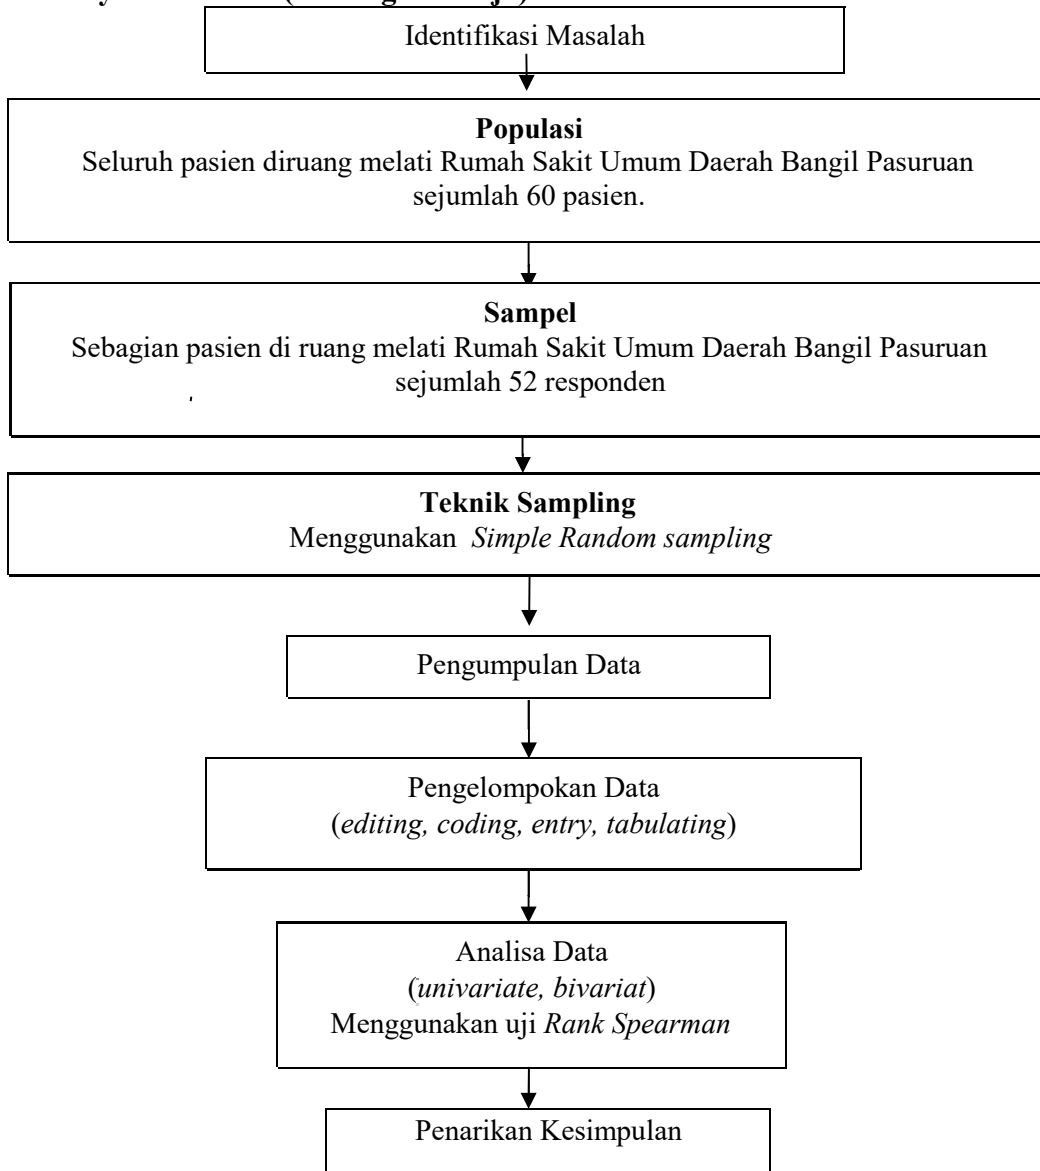 Identifikasi Masalah
Populasi
Seluruh pasien diruang melati Rumah Sakit Umum Daerah Bangil Pasuruan
sejumlah 60 pasien.
Sampel
Sebagian pasien di ruang melati Rumah Sakit Umum Daerah Bangil Pasuruan
sejumlah 52 responden
Teknik Sampling
Menggunakan Simple Random sampling
Pengumpulan Data
Pengelompokan Data
(editing, coding, entry, tabulating)
Analisa Data
(univariate, bivariat)
Menggunakan uji Rank Spearman
Penarikan Kesimpulan